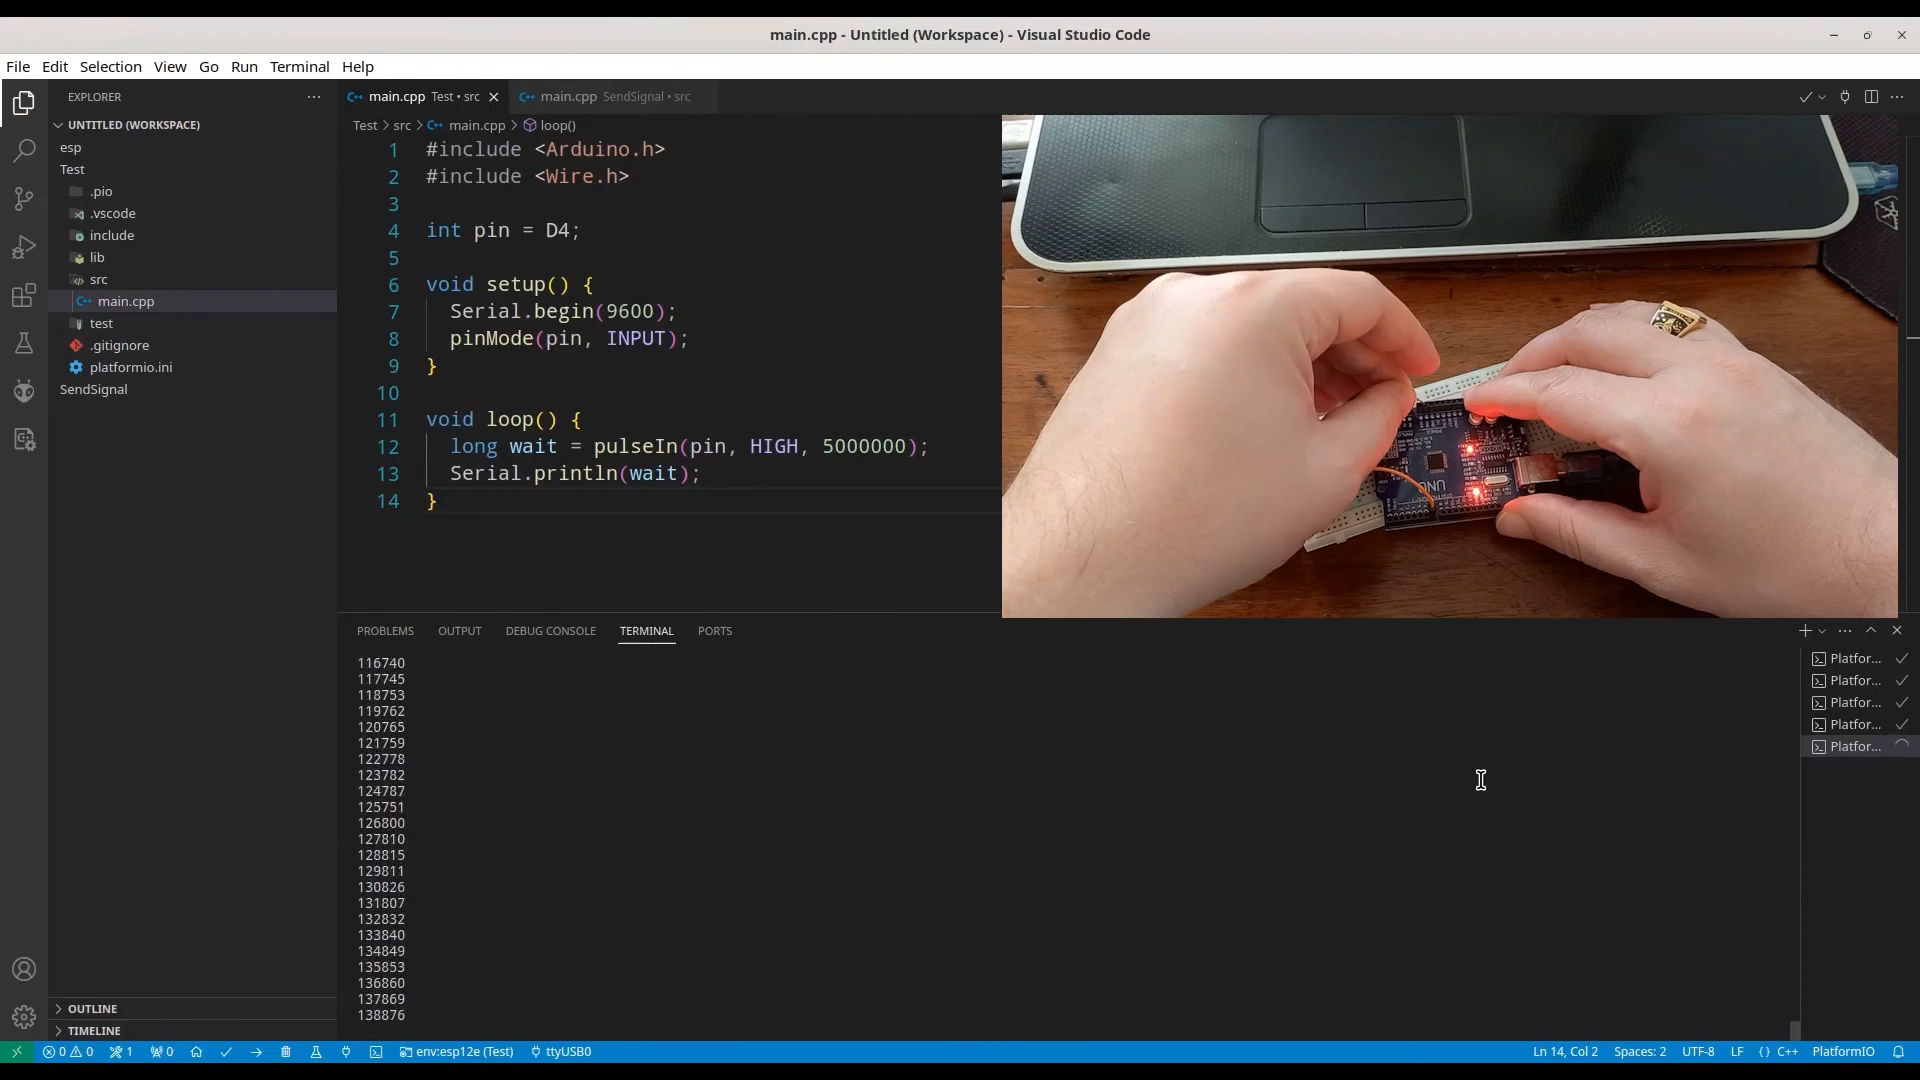 main.cpp - Untitled (Workspace) - Visual Studio Code
File Edit Selection View Go Run Terminal Help
EXPLORER
UNTITLED (WORKSPACE)
esp
Test
.pio
.vscode
include
lib
src
main.cpp
test
.gitignore
platformio.ini
SendSignal
OUTLINE
TIMELINE
main.cpp Test • src
main.cpp SendSignal • src
Test > src > main.cpp > loop()
1 #include <Arduino.h>
2 #include <Wire.h>
3
4 int pin = D4;
5
6 void setup() {
7 Serial.begin(9600);
8 pinMode(pin, INPUT);
9 }
10
11 void loop() {
12 long wait = pulseIn(pin, HIGH, 5000000);
13 Serial.println(wait);
14 }
UNO
PROBLEMS OUTPUT DEBUG CONSOLE TERMINAL PORTS
116740
117745
118753
119762
120765
121759
122778
123782
124787
125751
126800
127810
128815
129811
130826
131807
132832
133840
134849
135853
136860
137869
138876
Platfor...
Platfor...
Platfor...
Platfor...
Platfor...
0 0 1 0 env:esp12e (Test) ttyUSB0 Ln 14, Col 2 Spaces: 2 UTF-8 LF {} C++ PlatformIO